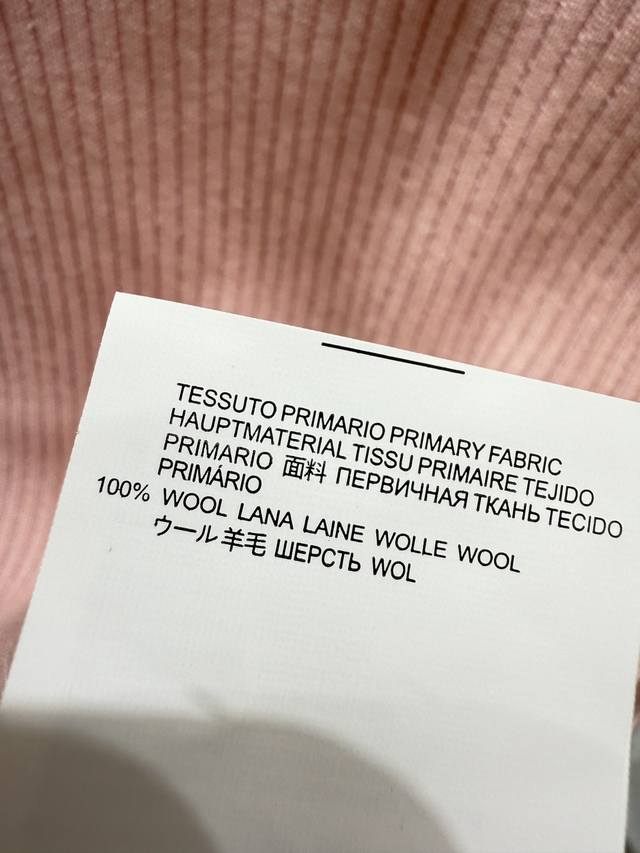 TESSUTO PRIMARIO PRIMARY FABRIC
HAUPTMATERIAL TISSU PRIMAIRE TEJIDO
PRIMARIO 面料 ПЕРВИЧНАЯ ТКАНЬ TECIDO
PRIMÁRIO
100% WOOL LANA LAINE WOLLE WOOL
ウール 羊毛 ШЕРСТЬ WOL